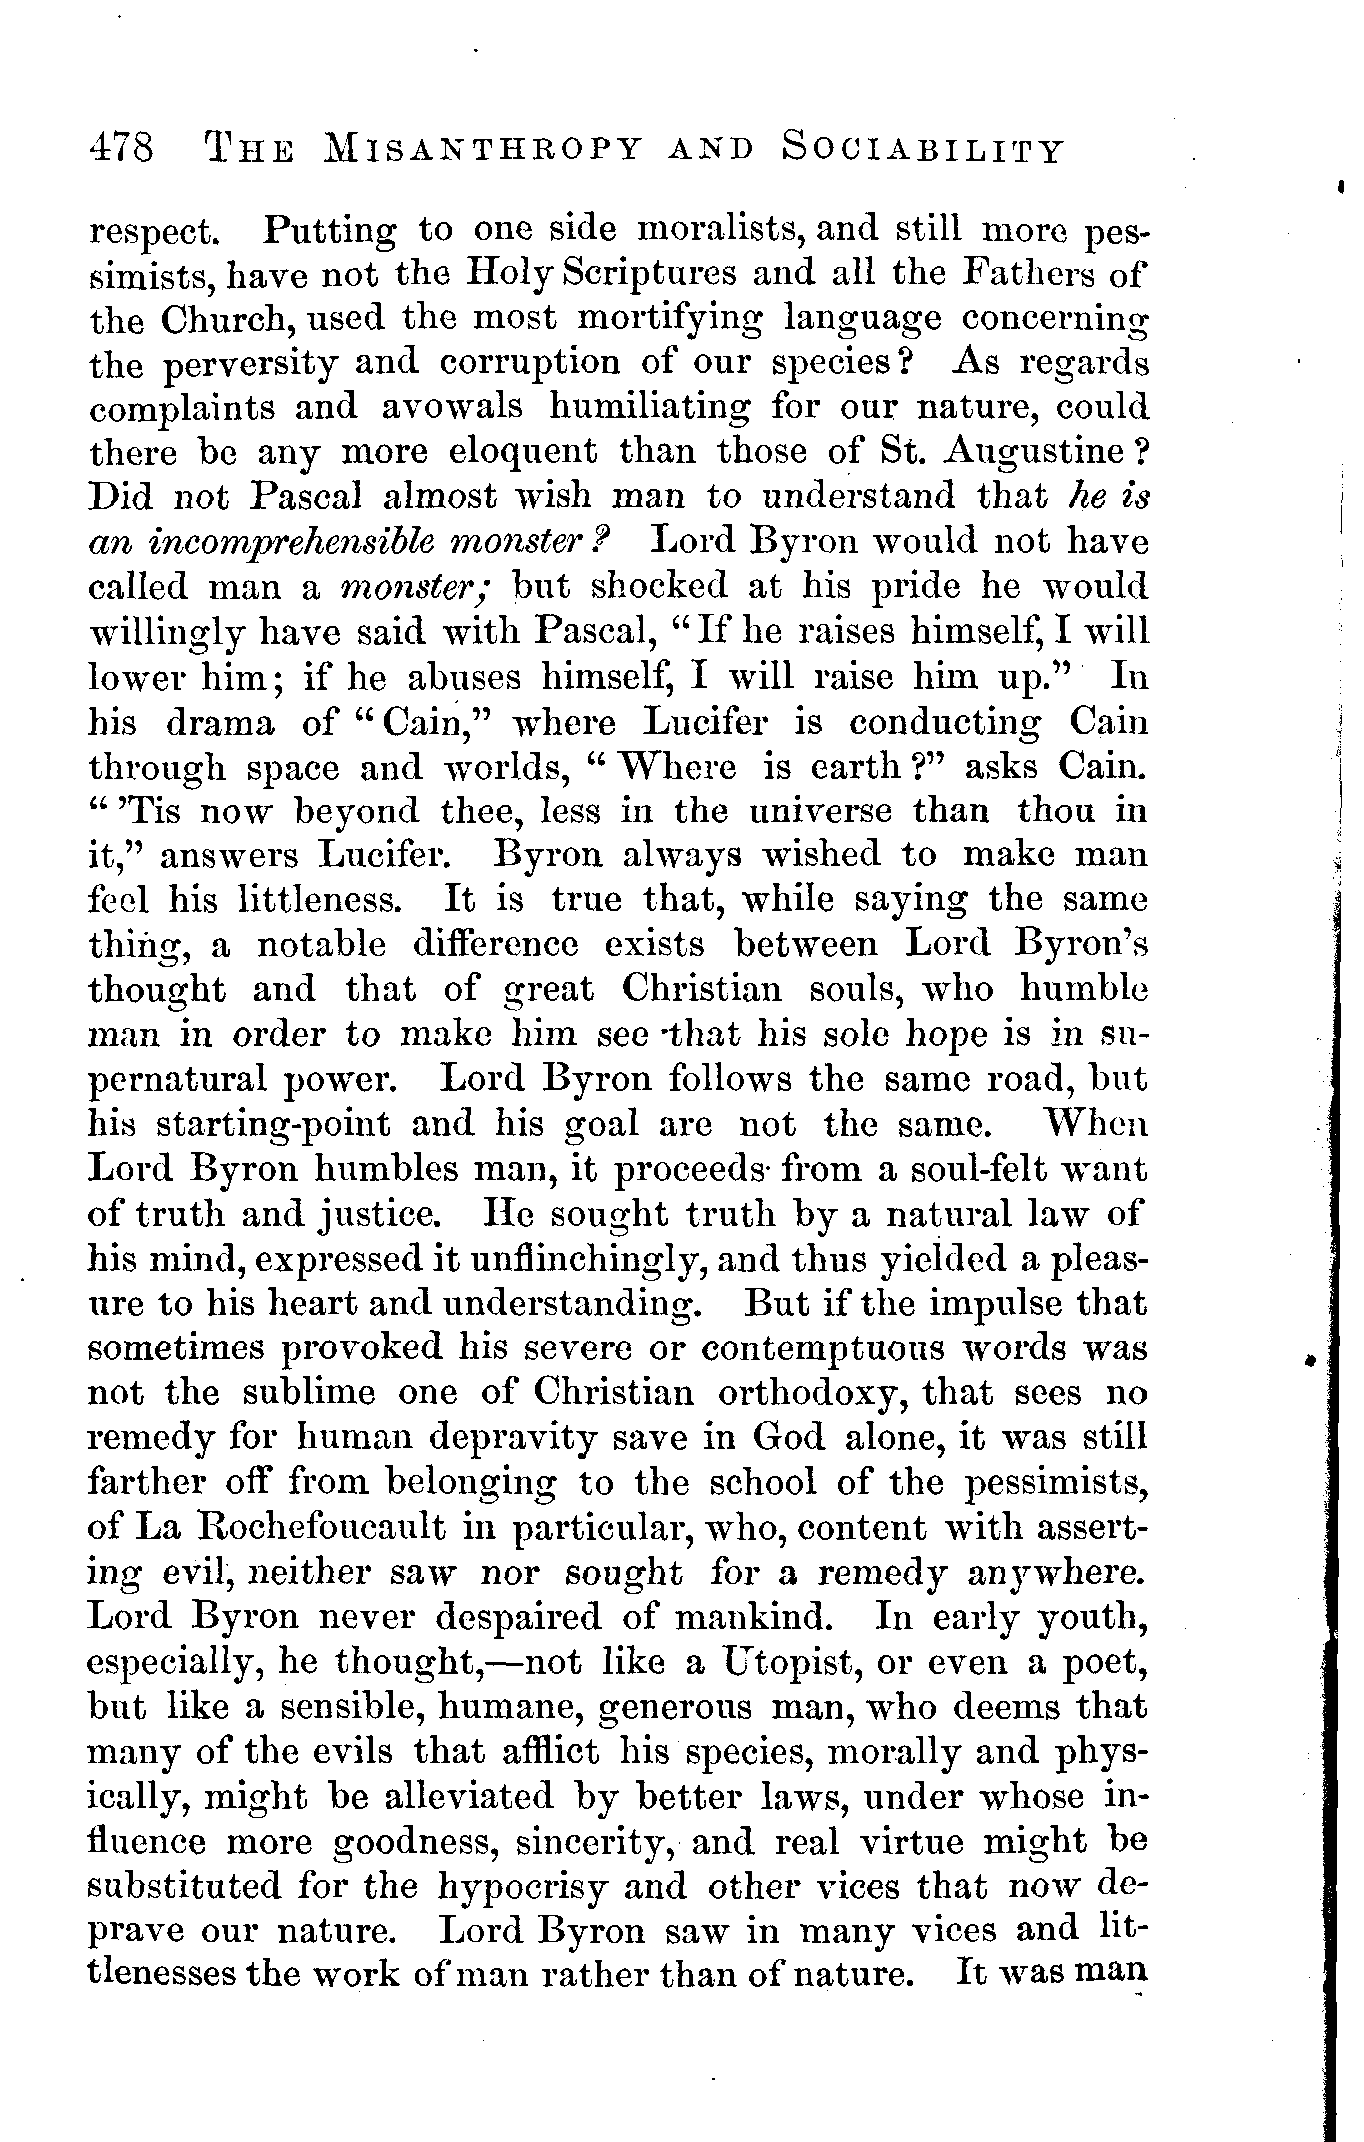 478 THE MISANTHROPY AND SOCIABILITY
respect. Putting to one side moralists, and still more pes-
simists, have not the Holy Scriptures and all the Fathers of
the Church, used the most mortifying language concerning
the perversity and corruption of our species? As regards
complaints and avowals humiliating for our nature, could
there be any more eloquent than those of St. Augustine?
Did not Pascal almost wish man to understand that he is
an incomprehensible monster? Lord Byron would not have
called man a monster; but shocked at his pride he would
willingly have said with Pascal, "If he raises himself, I will
lower him; if he abuses himself, I will raise him up." In
his drama of "Cain," where Lucifer is conducting Cain
through space and worlds, "Where is earth?" asks Cain.
"'Tis now beyond thee, less in the universe than thou in
it," answers Lucifer. Byron always wished to make man
feel his littleness. It is true that, while saying the same
thing, a notable difference exists between Lord Byron's
thought and that of great Christian souls, who humble
man in order to make him see that his sole hope is in su-
pernatural power. Lord Byron follows the same road, but
his starting-point and his goal are not the same. When
Lord Byron humbles man, it proceeds from a soul-felt want
of truth and justice. He sought truth by a natural law of
his mind, expressed it unflinchingly, and thus yielded a pleas-
ure to his heart and understanding. But if the impulse that
sometimes provoked his severe or contemptuous words was
not the sublime one of Christian orthodoxy, that sees no
remedy for human depravity save in God alone, it was still
farther off from belonging to the school of the pessimists,
of La Rochefoucault in particular, who, content with assert-
ing evil, neither saw nor sought for a remedy anywhere.
Lord Byron never despaired of mankind. In early youth,
especially, he thought,—not like a Utopist, or even a poet,
but like a sensible, humane, generous man, who deems that
many of the evils that afflict his species, morally and phys-
ically, might be alleviated by better laws, under whose in-
fluence more goodness, sincerity, and real virtue might be
substituted for the hypocrisy and other vices that now de-
prave our nature. Lord Byron saw in many vices and lit-
tlenesses the work of man rather than of nature. It was man